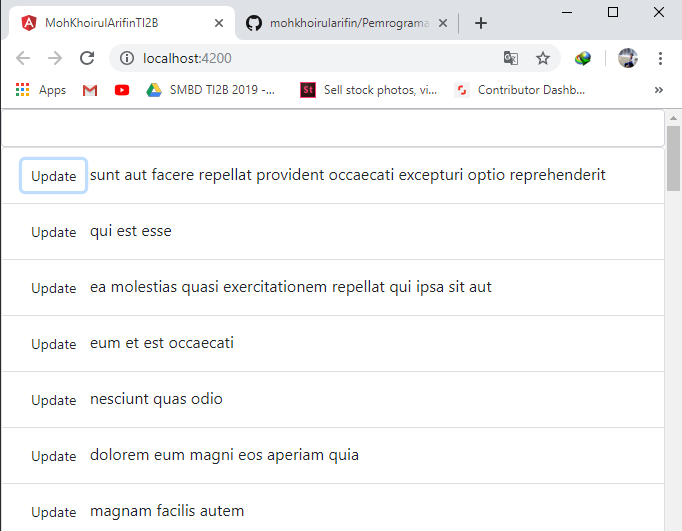 MohKhoirulArifinTI2B
mohkhoirularifin/Pemrograma
localhost:4200
Apps
SMBD TI2B 2019 -...
St
Sell stock photos, vi...
Contributor Dashb...
Update sunt aut facere repellat provident occaecati excepturi optio reprehenderit
Update qui est esse
Update ea molestias quasi exercitationem repellat qui ipsa sit aut
Update eum et est occaecati
Update nesciunt quas odio
Update dolorem eum magni eos aperiam quia
Update magnam facilis autem